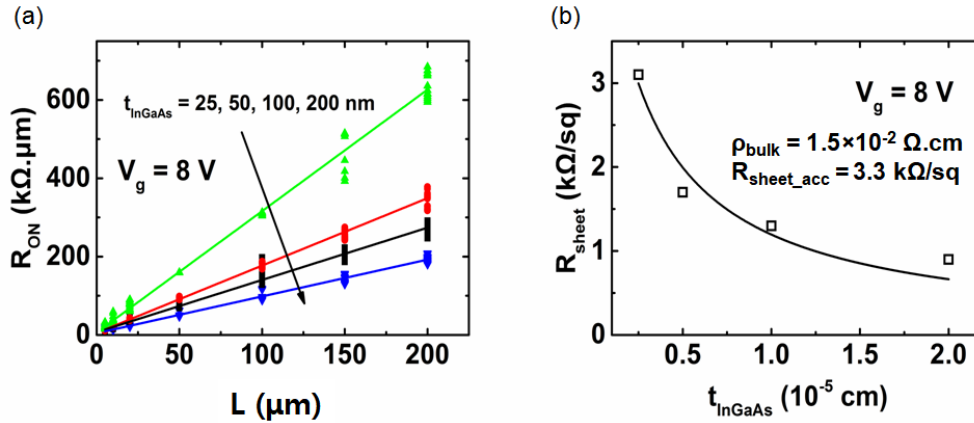 (a)
600
400
200
0
R_ON (kΩ.µm)
t_InGaAs = 25, 50, 100, 200 nm
V_g = 8 V
0 50 100 150 200
L (µm)
(b)
3
2
1
0
R_sheet (kΩ/sq)
V_g = 8 V
ρ_bulk = 1.5×10^-2 Ω.cm
R_sheet_acc = 3.3 kΩ/sq
0.5 1.0 1.5 2.0
t_InGaAs (10^-5 cm)